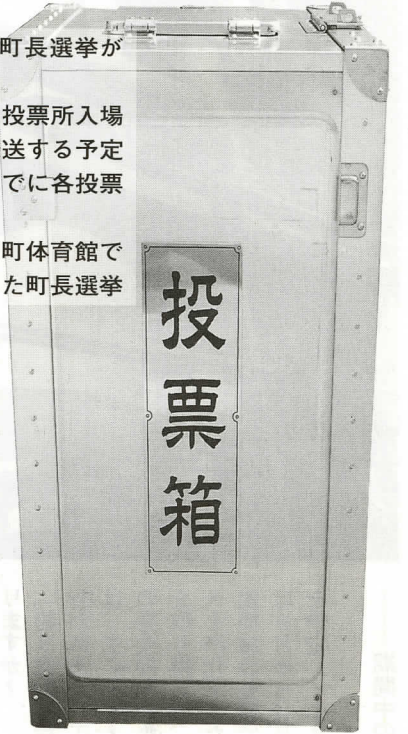 町長選挙が
投票所入場
送する予定
でに各投票
町体育館で
た町長選挙
投票箱